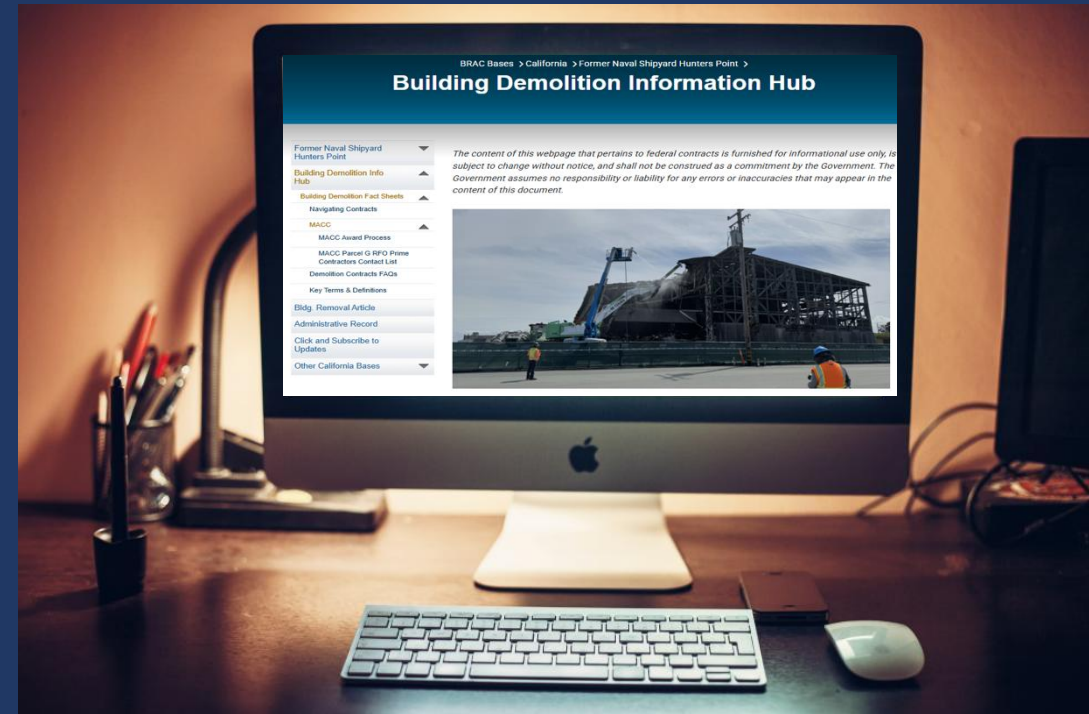 BRAC Bases > California > Former Naval Shipyard Hunters Point >
Building Demolition Information Hub
Former Naval Shipyard
Hunters Point
Building Demolition Info
Hub
Building Demolition Fact Sheets
Navigating Contracts
MACC
MACC Award Process
MACC Parcel G RFO Prime
Contractors Contact List
Demolition Contracts FAQs
Key Terms & Definitions
Bldg. Removal Article
Administrative Record
Click and Subscribe to
Updates
Other California Bases
The content of this webpage that pertains to federal contracts is furnished for informational use only, is
subject to change without notice, and shall not be construed as a commitment by the Government. The
Government assumes no responsibility or liability for any errors or inaccuracies that may appear in the
content of this document.